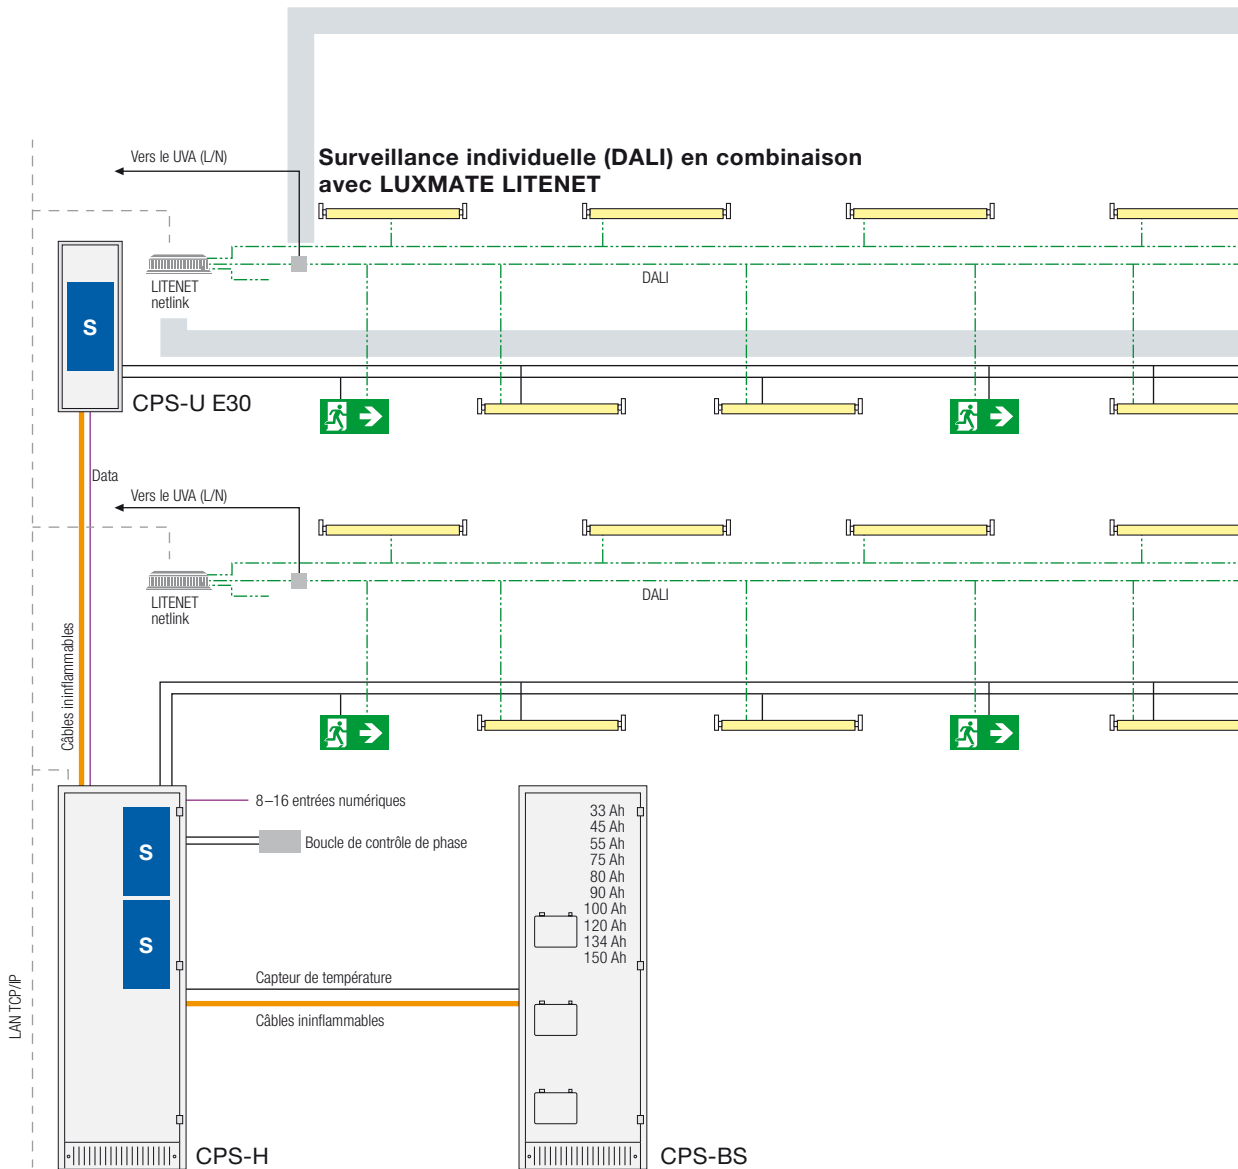 Vers le UVA (L/N)
Surveillance individuelle (DALI) en combinaison
avec LUXMATE LITENET
DALI
LITENET
netlink
S
CPS-U E30
Data
Vers le UVA (L/N)
DALI
LITENET
netlink
Câbles ininflammables
8–16 entrées numériques
S
Boucle de contrôle de phase
S
Capteur de température
Câbles ininflammables
33 Ah
45 Ah
55 Ah
75 Ah
80 Ah
90 Ah
100 Ah
120 Ah
134 Ah
150 Ah
LAN TCP/IP
CPS-H
CPS-BS